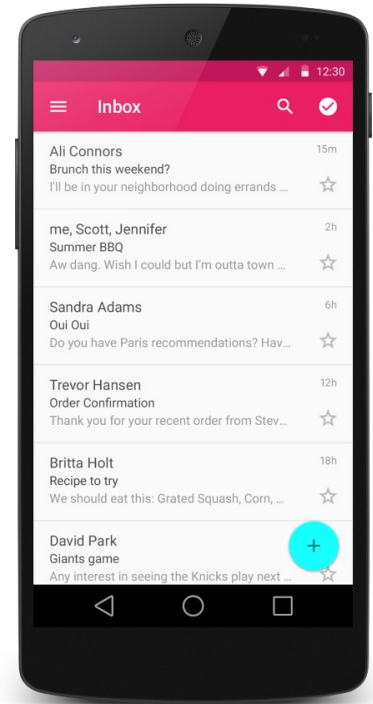 12:30
Inbox
Ali Connors 15m
Brunch this weekend?
I'll be in your neighborhood doing errands ...
me, Scott, Jennifer 2h
Summer BBQ
Aw dang. Wish I could but I'm outta town ...
Sandra Adams 6h
Oui Oui
Do you have Paris recommendations? Hav...
Trevor Hansen 12h
Order Confirmation
Thank you for your recent order from Stev...
Britta Holt 18h
Recipe to try
We should eat this: Grated Squash, Corn, ...
David Park
Giants game
Any interest in seeing the Knicks play next ...